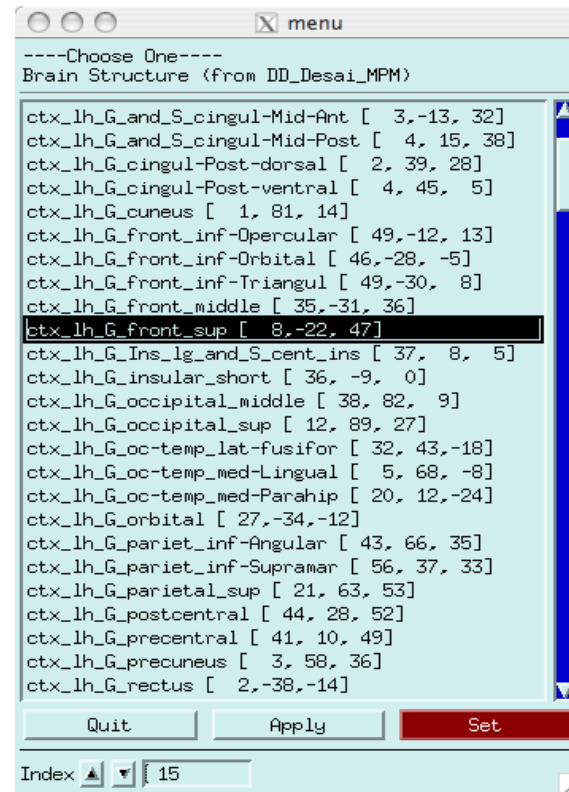 menu
----Choose One----
Brain Structure (from DD_Desai_MPM)
ctx_lh_G_and_S_cingul-Mid-Ant [  3,-13, 32]
ctx_lh_G_and_S_cingul-Mid-Post [  4, 15, 38]
ctx_lh_G_cingul-Post-dorsal [  2, 39, 28]
ctx_lh_G_cingul-Post-ventral [  4, 45,  5]
ctx_lh_G_cuneus [  1, 81, 14]
ctx_lh_G_front_inf-Opercular [ 49,-12, 13]
ctx_lh_G_front_inf-Orbital [ 46,-28, -5]
ctx_lh_G_front_inf-Triangul [ 49,-30,  8]
ctx_lh_G_front_middle [ 35,-31, 36]
ctx_lh_G_front_sup [  8,-22, 47]
ctx_lh_G_Ins_lg_and_S_cent_ins [ 37,  8,  5]
ctx_lh_G_insular_short [ 36, -9,  0]
ctx_lh_G_occipital_middle [ 38, 82,  9]
ctx_lh_G_occipital_sup [ 12, 89, 27]
ctx_lh_G_oc-temp_lat-fusifor [ 32, 43,-18]
ctx_lh_G_oc-temp_med-Lingual [  5, 68, -8]
ctx_lh_G_oc-temp_med-Parahip [ 20, 12,-24]
ctx_lh_G_orbital [ 27,-34,-12]
ctx_lh_G_pariet_inf-Angular [ 43, 66, 35]
ctx_lh_G_pariet_inf-Supramar [ 56, 37, 33]
ctx_lh_G_parietal_sup [ 21, 63, 53]
ctx_lh_G_postcentral [ 44, 28, 52]
ctx_lh_G_precentral [ 41, 10, 49]
ctx_lh_G_precuneus [  3, 58, 36]
ctx_lh_G_rectus [  2,-38,-14]
Quit Apply Set
Index [ 15